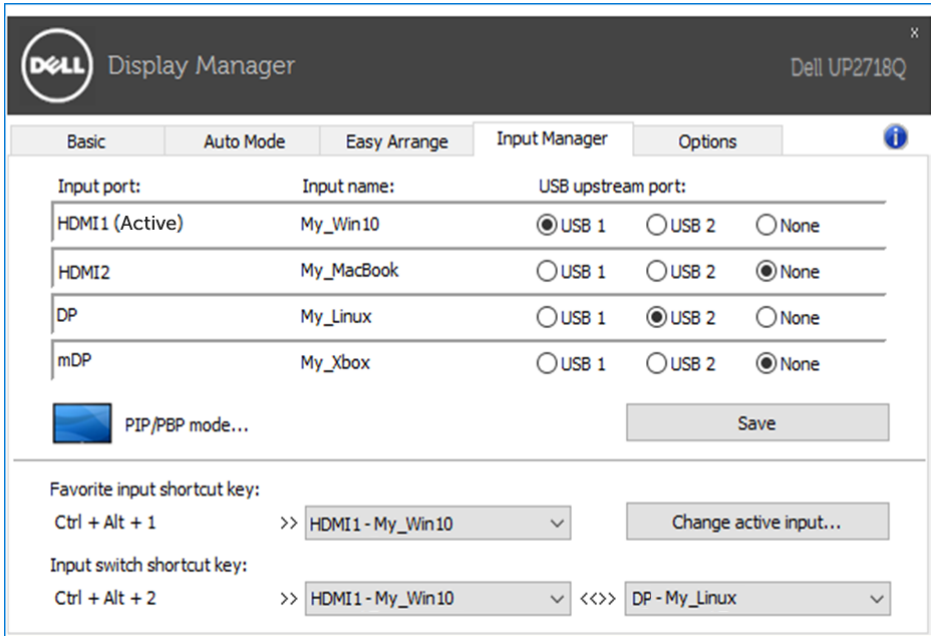 x
DELL Display Manager Dell UP2718Q
Basic Auto Mode Easy Arrange Input Manager Options i
Input port: Input name: USB upstream port:
HDMI1 (Active) My_Win10 USB 1 USB 2 None
HDMI2 My_MacBook USB 1 USB 2 None
DP My_Linux USB 1 USB 2 None
mDP My_Xbox USB 1 USB 2 None
PIP/PBP mode... Save
Favorite input shortcut key:
Ctrl + Alt + 1 >> HDMI1 - My_Win10 Change active input...
Input switch shortcut key:
Ctrl + Alt + 2 >> HDMI1 - My_Win10 <<>> DP - My_Linux